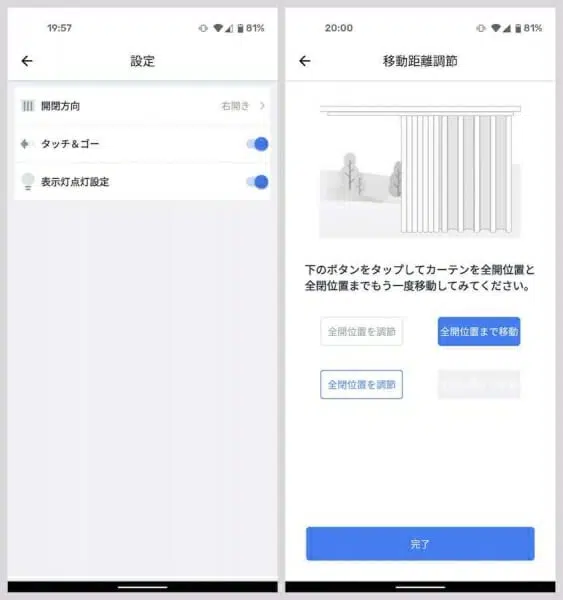 19:57
81%
設定
開閉方向
右開き
タッチ＆ゴー
表示灯点灯設定
20:00
81%
移動距離調節
下のボタンをタップしてカーテンを全開位置と
全閉位置までもう一度移動してみてください。
全開位置を調節
全開位置まで移動
全閉位置を調節
完了